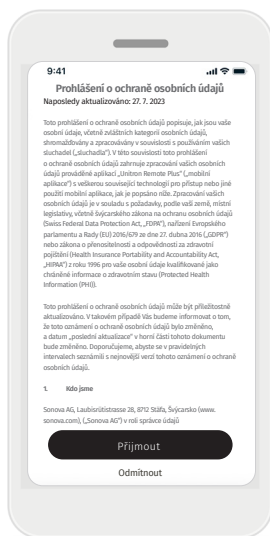 9:41
Prohlášení o ochraně osobních údajů
Naposledy aktualizováno: 27. 7. 2023
Toto prohlášení o ochraně osobních údajů popisuje, jak jsou vaše
osobní údaje, včetně zvláštních kategorií osobních údajů,
shromažďovány a zpracovávány v souvislosti s používáním vašich
sluchadel („sluchadla“). V této souvislosti toto prohlášení
o ochraně osobních údajů zahrnuje zpracování vašich osobních
údajů prováděné aplikací „Unitron Remote Plus“ („mobilní
aplikace“) s veškerou související technologií pro přístup nebo jiné
použití mobilní aplikace, jak je popsáno níže. Zpracování vašich
osobních údajů je v souladu s požadavky, podle vaší země, místní
legislativy, včetně švýcarského zákona na ochranu osobních údajů
(Swiss Federal Data Protection Act, „FDPA“), nařízení Evropského
parlamentu a Rady (EU) 2016/679 ze dne 27. dubna 2016 („GDPR“)
nebo zákona o přenositelnosti a odpovědnosti za zdravotní
pojištění (Health Insurance Portability and Accountability Act,
„HIPAA“) z roku 1996 pro vaše osobní údaje kvalifikované jako
chráněné informace o zdravotním stavu (Protected Health
Information (PHI)).
Toto prohlášení o ochraně osobních údajů může být příležitostně
aktualizováno. V takovém případě Vás budeme informovat o tom,
že toto oznámení o ochraně osobních údajů bylo změněno,
a datum „poslední aktualizace“ v horní části tohoto dokumentu
bude změněno. Doporučujeme, abyste se v pravidelných
intervalech seznámili s nejnovější verzí tohoto oznámení o ochraně
osobních údajů.
1. Kdo jsme
Sonova AG, Laubisrütistrasse 28, 8712 Stäfa, Švýcarsko (www.
sonova.com), („Sonova AG“) v roli správce údajů
Přijmout
Odmítnout